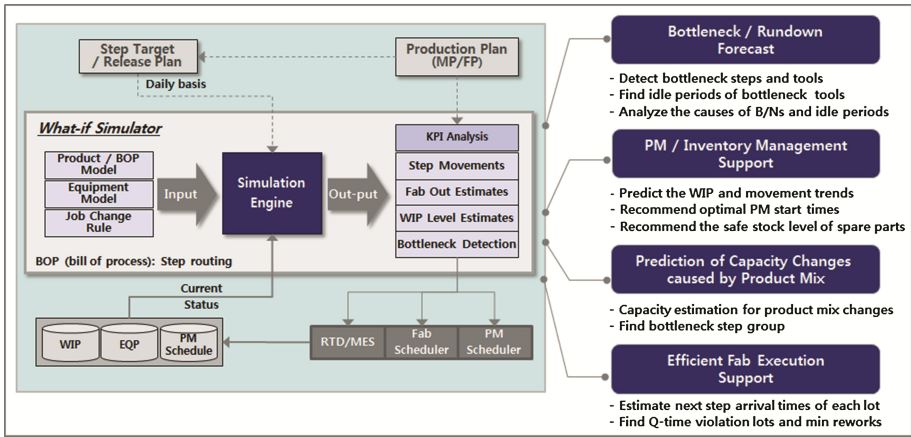 Step Target
/ Release Plan
Daily basis
Production Plan
(MP/FP)
What-if Simulator
Product / BOP
Model
Equipment
Model
Job Change
Rule
Input
Simulation
Engine
Out-put
KPI Analysis
Step Movements
Fab Out Estimates
WIP Level Estimates
Bottleneck Detection
BOP (bill of process): Step routing
Current
Status
WIP
EQP
PM
Schedule
RTD/MES
Fab
Scheduler
PM
Scheduler
Bottleneck / Rundown
Forecast
- Detect bottleneck steps and tools
- Find idle periods of bottleneck tools
- Analyze the causes of B/Ns and idle periods
PM / Inventory Management
Support
- Predict the WIP and movement trends
- Recommend optimal PM start times
- Recommend the safe stock level of spare parts
Prediction of Capacity Changes
caused by Product Mix
- Capacity estimation for product mix changes
- Find bottleneck step group
Efficient Fab Execution
Support
- Estimate next step arrival times of each lot
- Find Q-time violation lots and min reworks